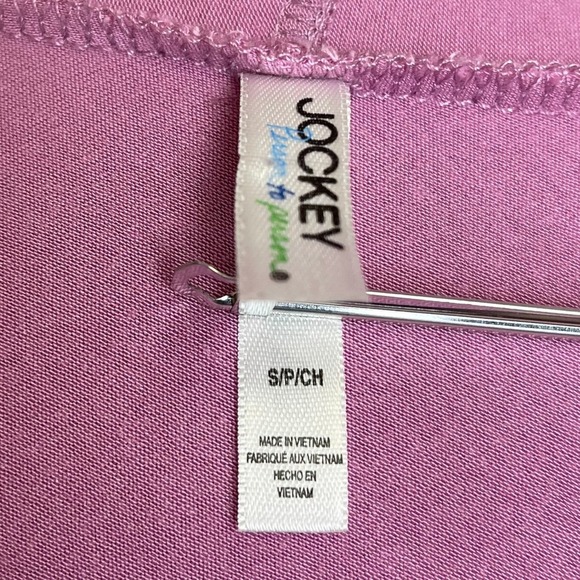 JOCKEY
S/P/CH
MADE IN VIETNAM
FABRIQUÉ AUX VIETNAM
HECHO EN
VIETNAM